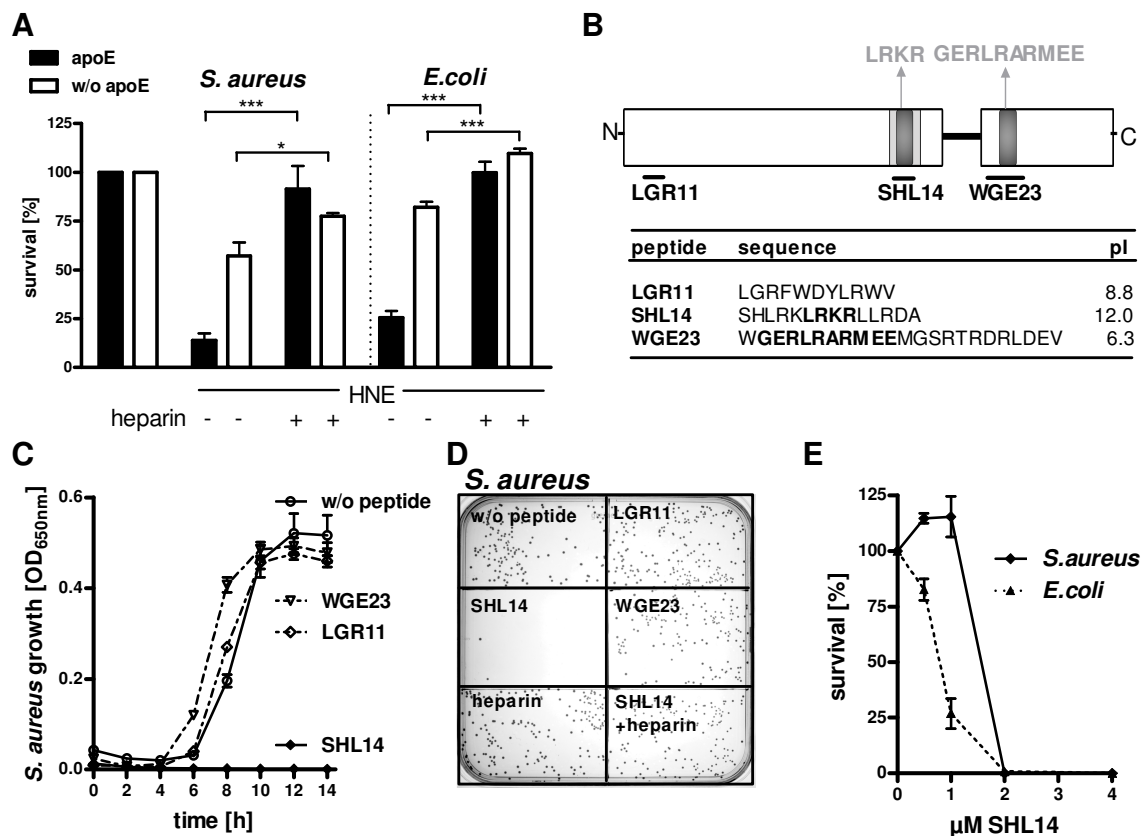 A
apoE
w/o apoE
S. aureus
E.coli
***
***
*
***
125
100
75
50
25
0
survival [%]
HNE
heparin - - + + - - + +
B
LRKR GERLRARMEE
N C
LGR11 SHL14 WGE23
peptide sequence pI
LGR11 LGRFWDYLRWV 8.8
SHL14 SHLRKLRKRLLRDA 12.0
WGE23 WGERLRARMEEMGSRTRDRLDEV 6.3
C
0.6
0.4
0.2
0.0
S. aureus growth [OD650nm]
w/o peptide
WGE23
LGR11
SHL14
0 2 4 6 8 10 12 14
time [h]
D
S. aureus
w/o peptide LGR11
SHL14 WGE23
heparin SHL14
+heparin
E
125
100
75
50
25
0
survival [%]
S.aureus
E.coli
0 1 2 3 4
µM SHL14